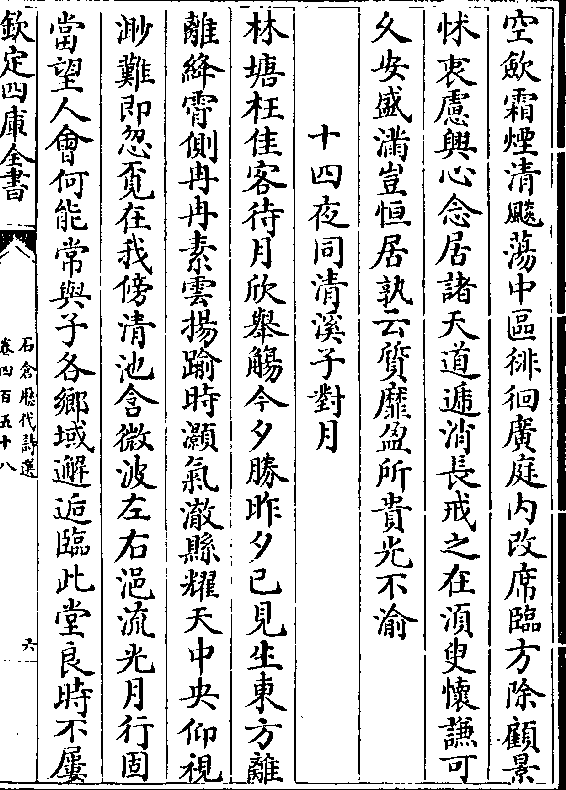 空歛霜煙清飈蕩中區徘徊廣庭内改席臨方除顧景
怵衷慮興心念居諸天道遞消長戒之在須臾懷謙可
久安盛滿豈恒居孰云質靡盈所貴光不渝
十四夜同清溪子對月
林塘枉佳客待月欣舉觴今夕勝昨夕已見生東方離
離絳霄側冉冉素雲揚踰時灝氣澈縣耀天中央仰視
渺難即忽覔在我傍清池含微波左右浥流光月行固
當望人會何能常與子各鄉域邂逅臨此堂良時不屢
欽定四庫全書
石倉歷代詩選
卷四百五十八
六